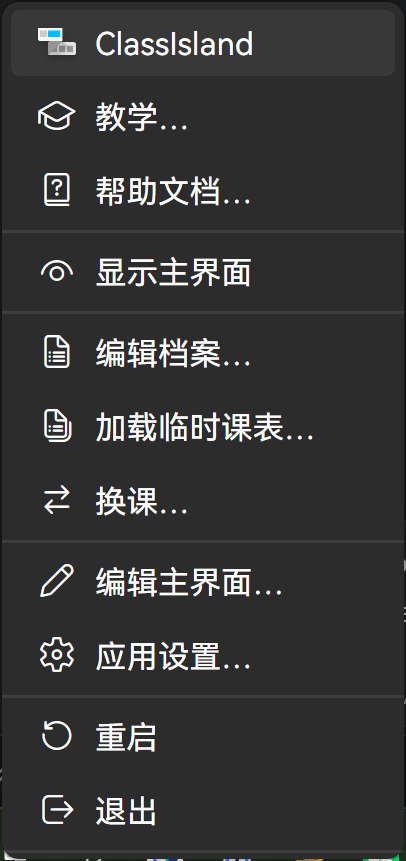 ClassIsland
教学…
帮助文档…
显示主界面
编辑档案…
加载临时课表…
换课…
编辑主界面…
应用设置…
重启
退出